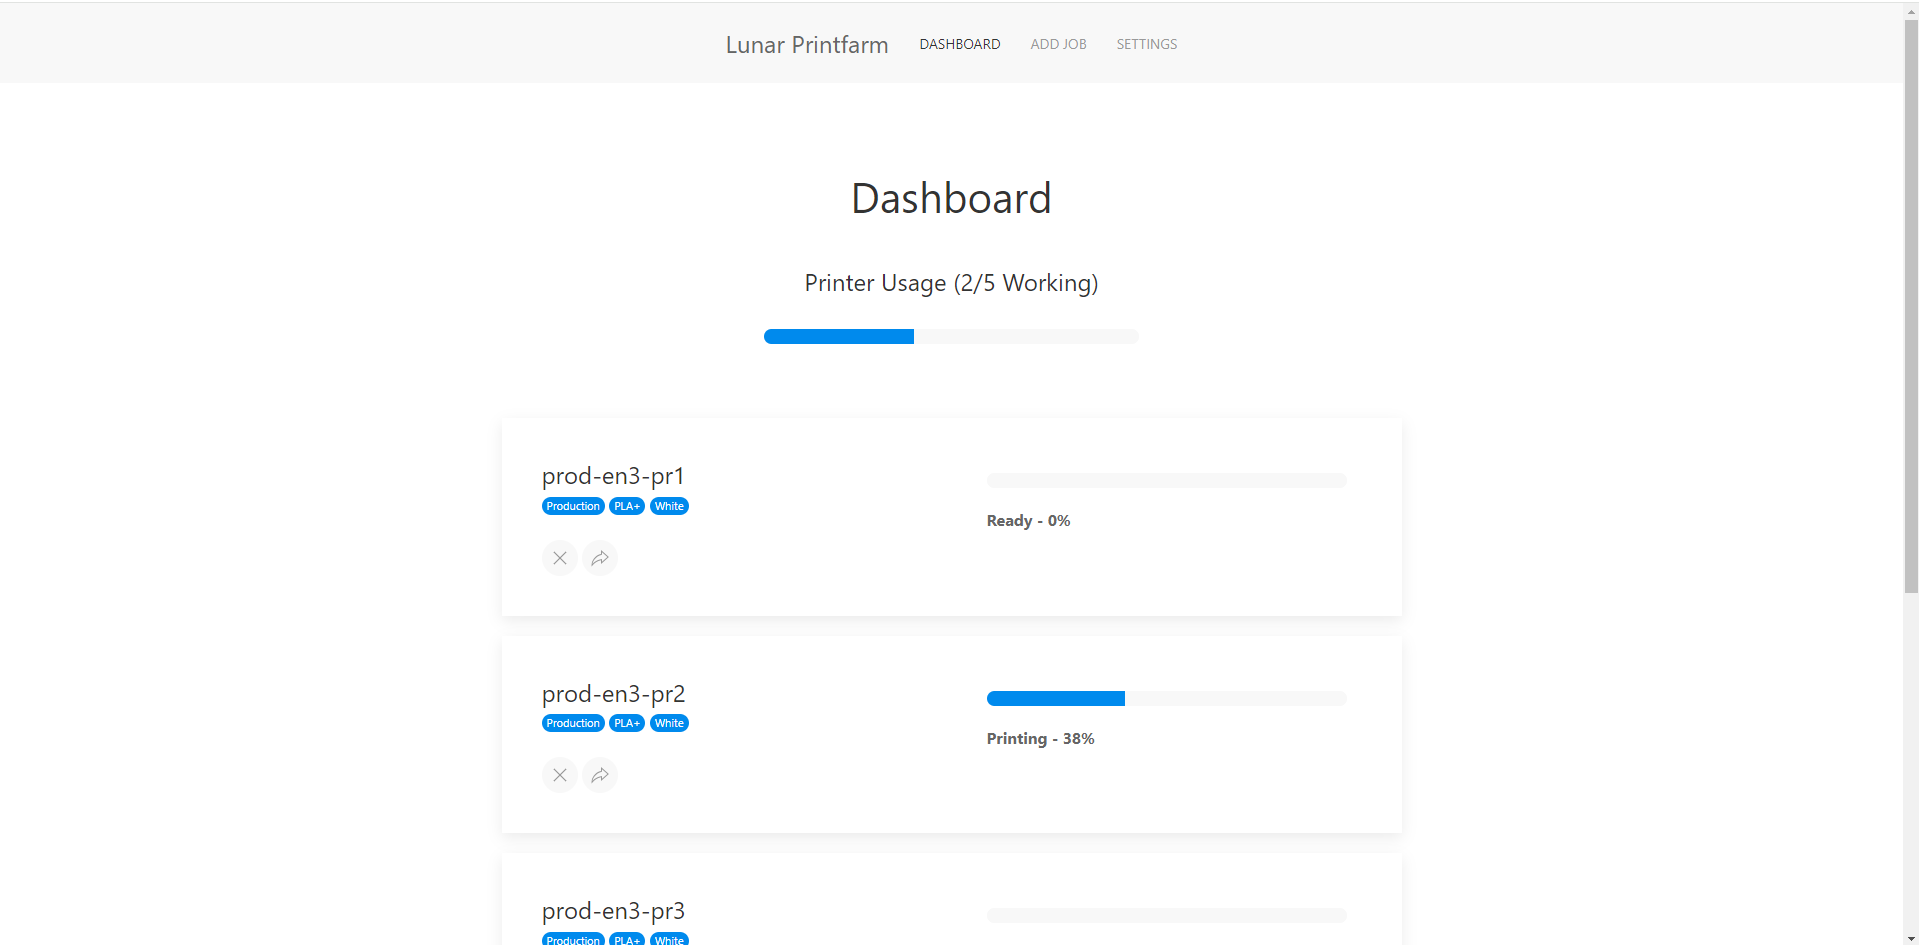 Lunar Printfarm DASHBOARD ADD JOB SETTINGS
Dashboard
Printer Usage (2/5 Working)
prod-en3-pr1
Production PLA+ White
Ready - 0%
prod-en3-pr2
Production PLA+ White
Printing - 38%
prod-en3-pr3
Production PLA+ White